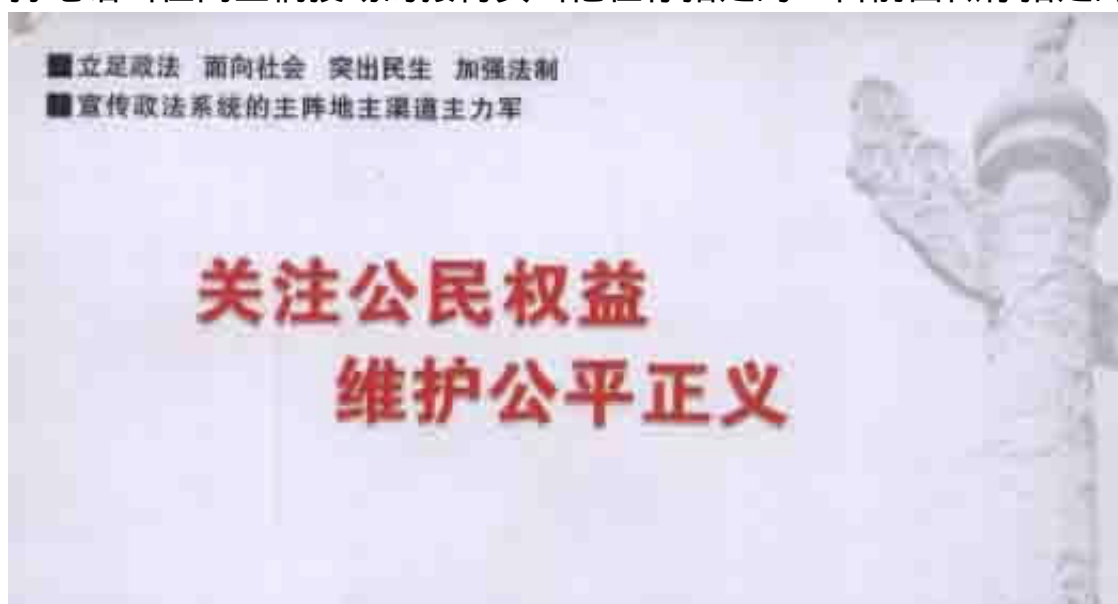 ■立足政法 面向社会 突出民生 加强法制
■宣传政法系统的主阵地主渠道主力军
关注公民权益
维护公平正义